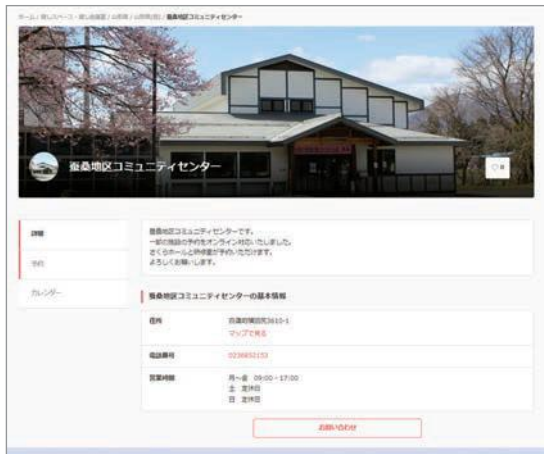 蚕桑地区コミュニティセンター
0
詳細
蚕桑地区コミュニティセンターです。
一部の施設の予約をオンライン対応いたしました。
さくらホールと研修室が予約いただけます。
よろしくお願いします。
予約
カレンダー
蚕桑地区コミュニティセンターの基本情報
住所
マップで見る
電話番号
営業時間
月～金 09:00 - 17:00
土 定休日
日 定休日
お問い合わせ